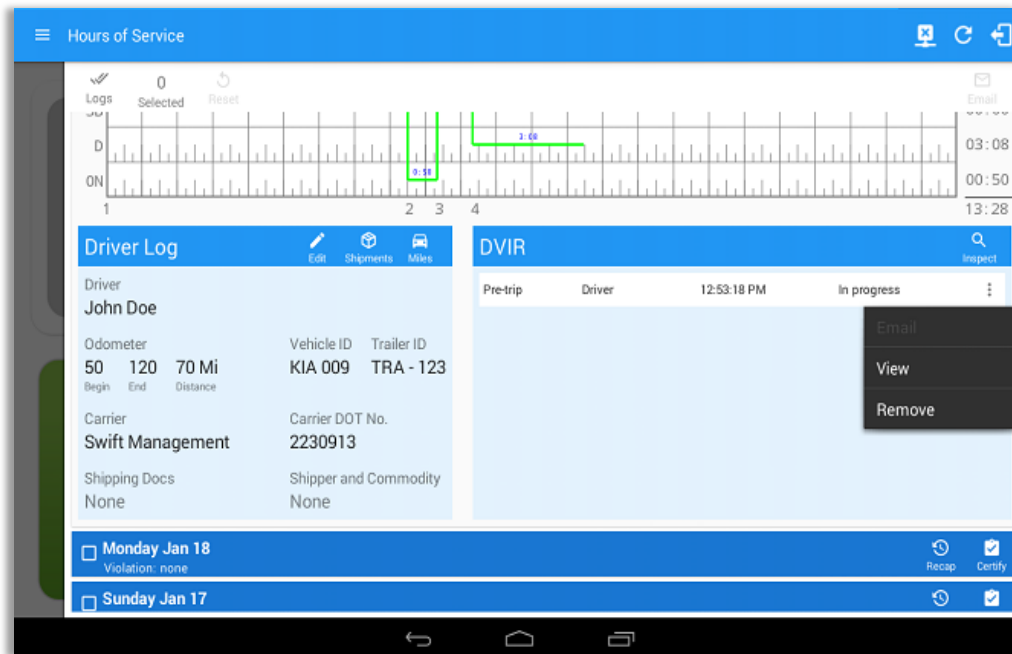 Hours of Service
Logs
0
Selected
Reset
Email
D
3:08
03:08
ON
0:50
00:50
1 2 3 4 13:28
Driver Log
Edit
Shipments
Miles
DVIR
Inspect
Driver
John Doe
Odometer
50 120 70 Mi
Begin End Distance
Vehicle ID Trailer ID
KIA 009 TRA - 123
Carrier
Swift Management
Carrier DOT No.
2230913
Shipping Docs
None
Shipper and Commodity
None
Pre-trip Driver 12:53:18 PM In progress
Email
View
Remove
Monday Jan 18
Violation: none
Recap
Certify
Sunday Jan 17